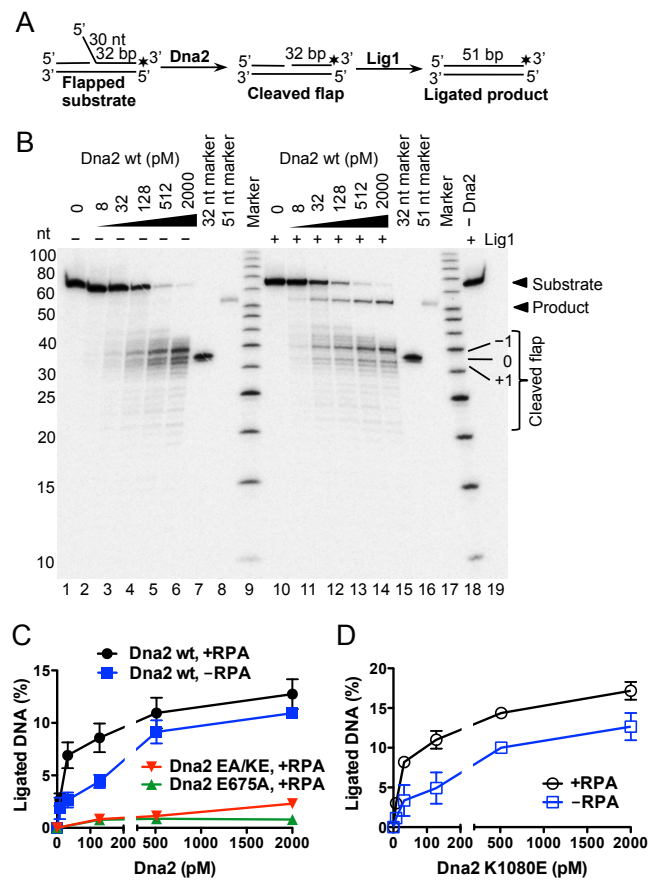 A
5'
30 nt
32 bp
3'
3'
5'
Flapped
substrate
Dna2
5'
32 bp
3'
3'
5'
Cleaved flap
Lig1
5'
51 bp
3'
3'
5'
Ligated product
B
Dna2 wt (pM)
0 8 32 128 512 2000 32 nt marker 51 nt marker Marker
Dna2 wt (pM)
0 8 32 128 512 2000 32 nt marker 51 nt marker Marker – Dna2
– – – – – –
+ + + + + + + Lig1
nt
100
80
60
50
40
30
20
15
10
Substrate
Product
−1
0
+1
Cleaved flap
1 2 3 4 5 6 7 8 9 10 11 12 13 14 15 16 17 18 19
C
Dna2 wt, +RPA
Dna2 wt, −RPA
Dna2 EA/KE, +RPA
Dna2 E675A, +RPA
Ligated DNA (%)
15
10
5
0
0 100 200 500 1000 1500 2000
Dna2 (pM)
D
+RPA
−RPA
Ligated DNA (%)
20
15
10
5
0
0 100 200 500 1000 1500 2000
Dna2 K1080E (pM)